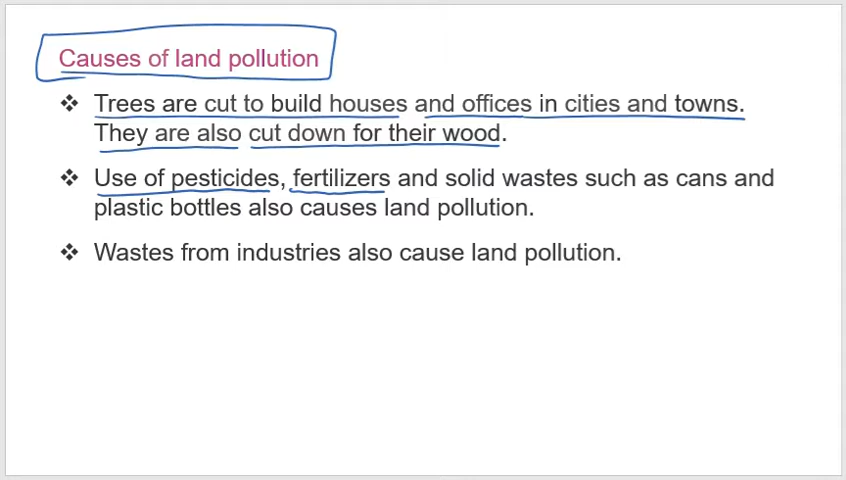 Causes of land pollution
❖ Trees are cut to build houses and offices in cities and towns.
They are also cut down for their wood.
❖ Use of pesticides, fertilizers and solid wastes such as cans and
plastic bottles also causes land pollution.
❖ Wastes from industries also cause land pollution.